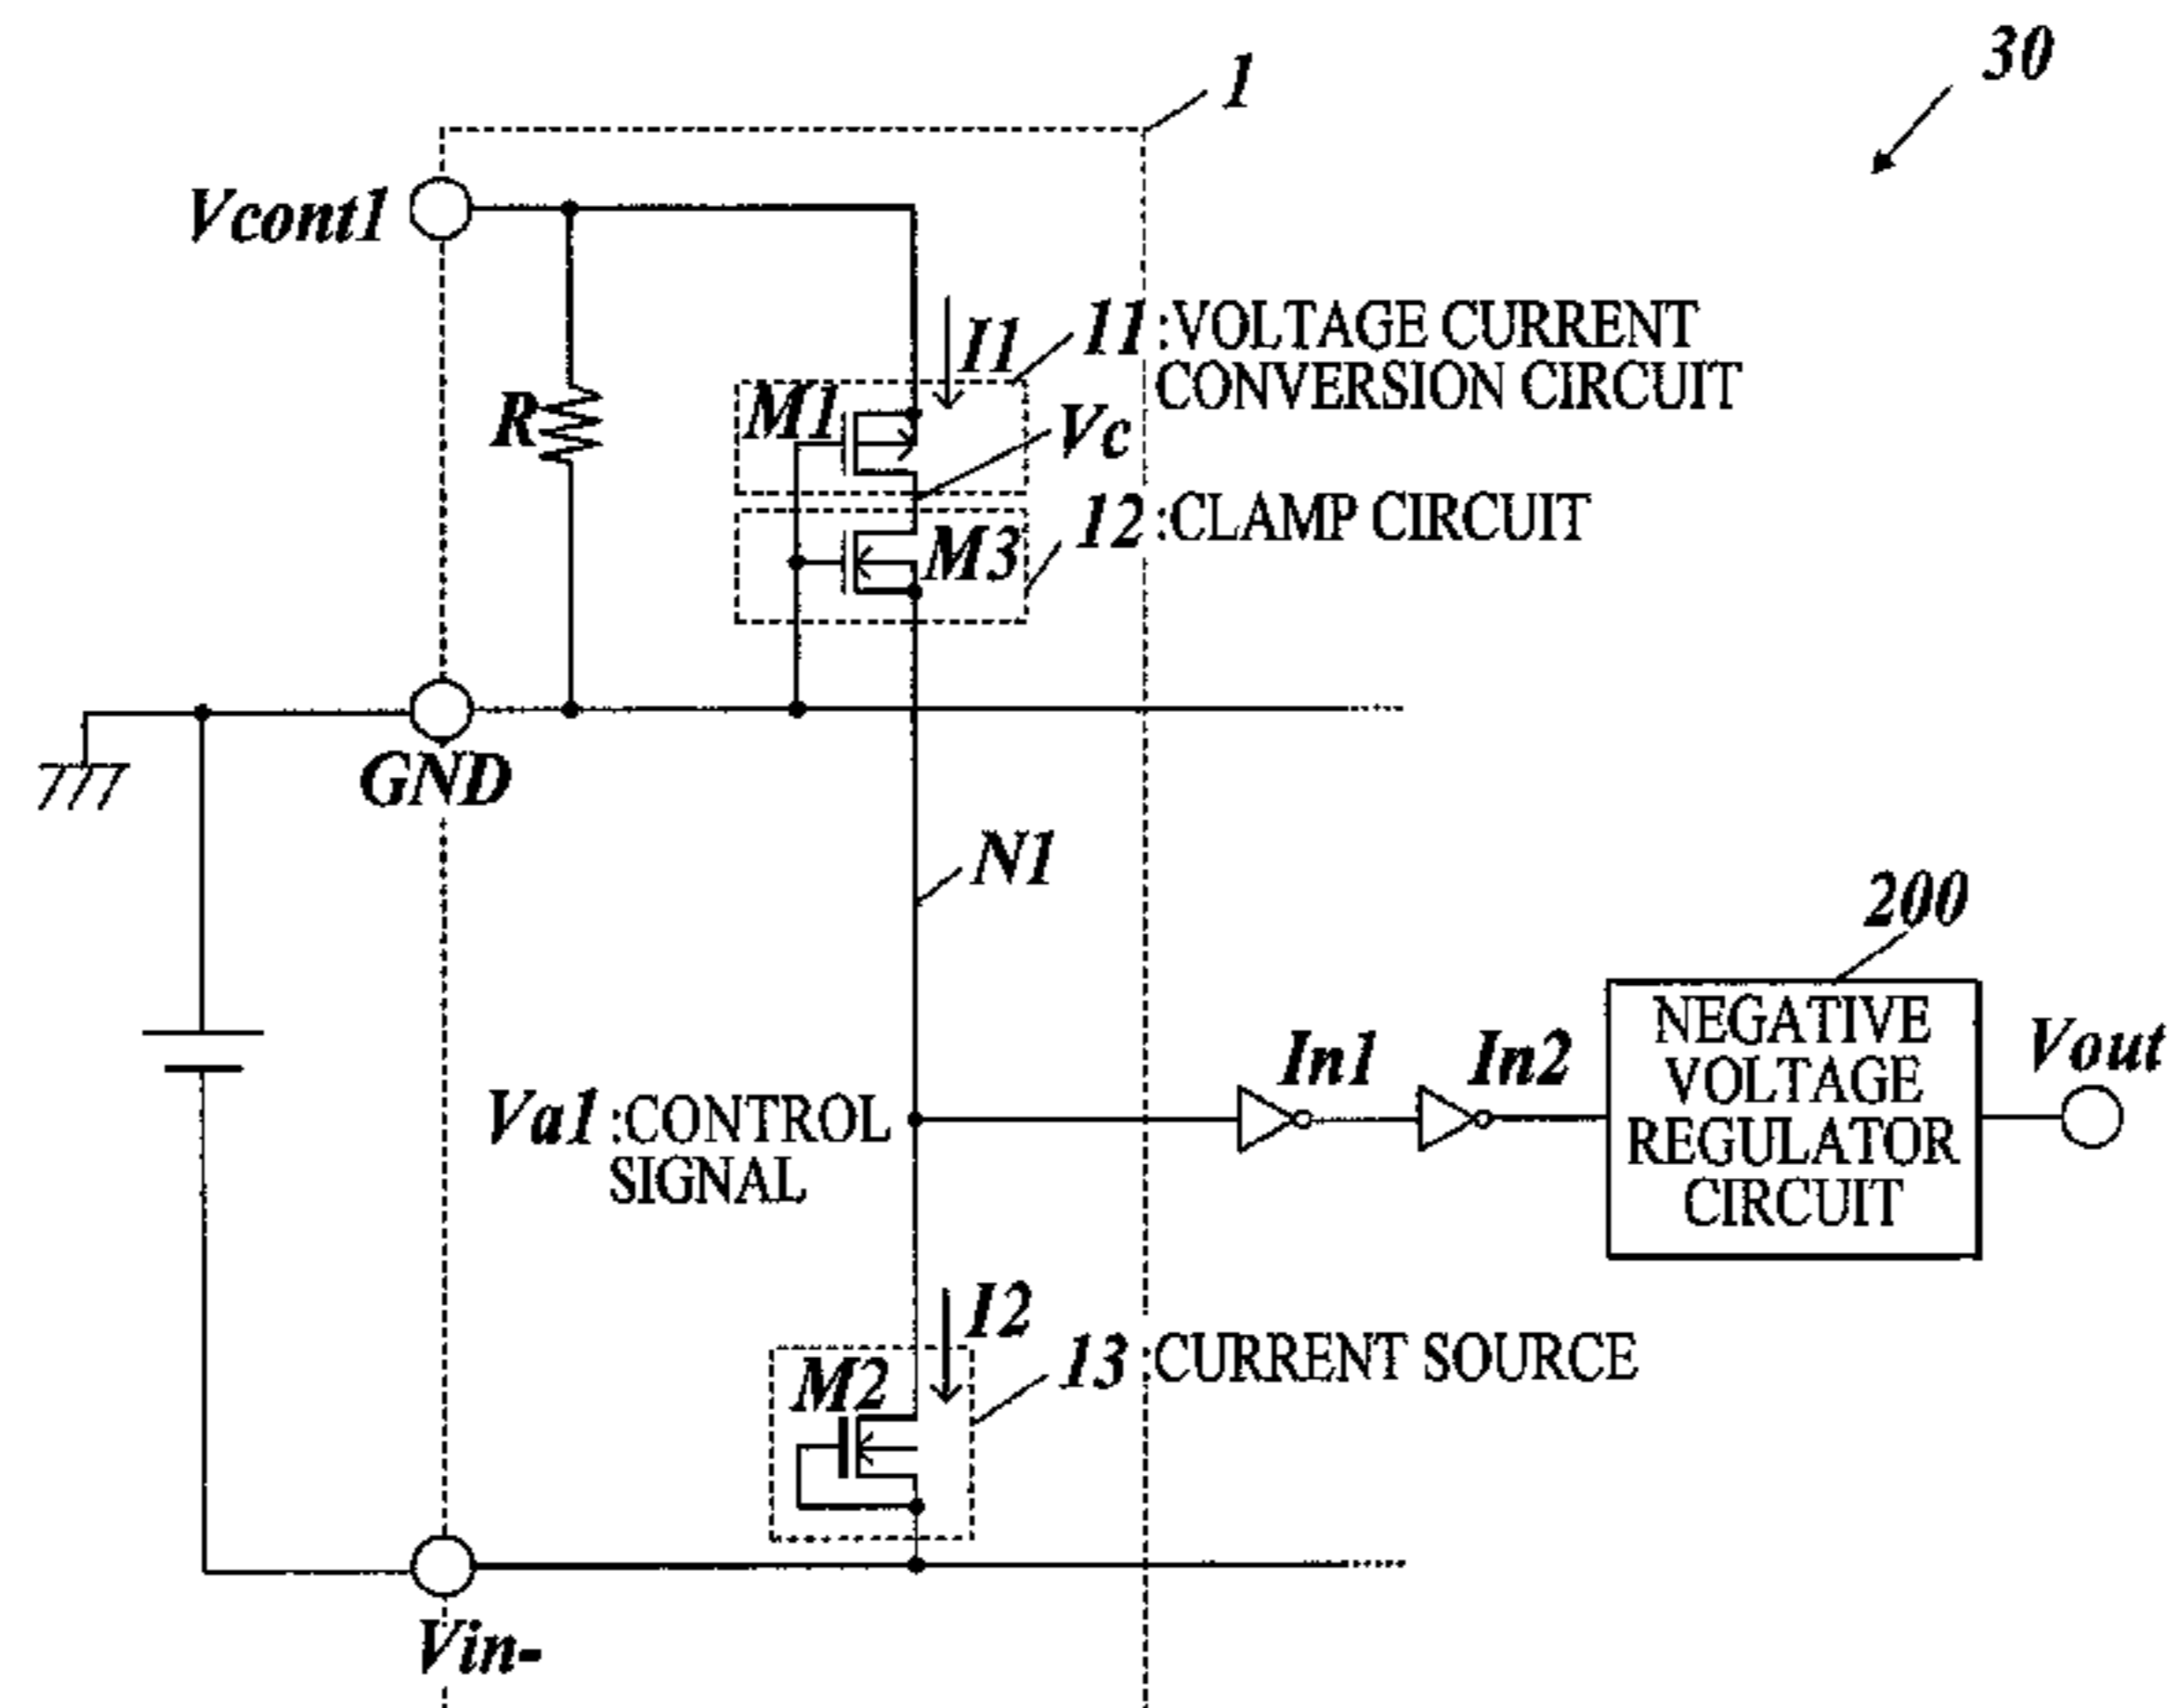 30
1
Vcont1
I1
11:VOLTAGE CURRENT
CONVERSION CIRCUIT
M1
R
Vc
12:CLAMP CIRCUIT
M3
GND
N1
200
NEGATIVE
VOLTAGE
REGULATOR
CIRCUIT
In1
In2
Vout
Va1:CONTROL
SIGNAL
I2
13:CURRENT SOURCE
M2
Vin-